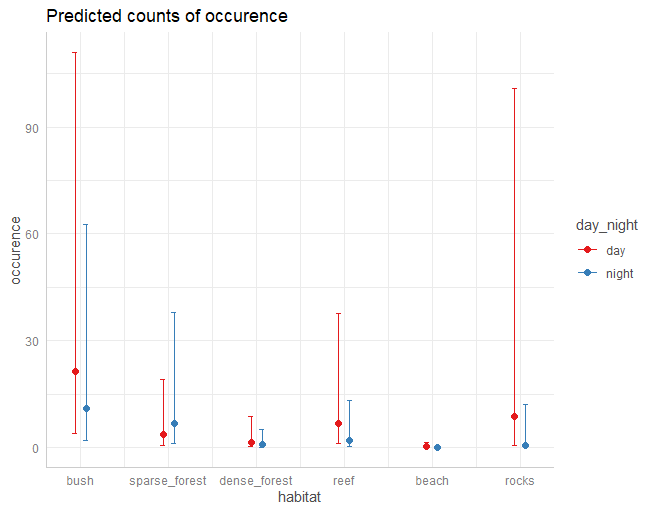 Predicted counts of occurence
occurence
90
60
30
0
bush sparse_forest dense_forest reef beach rocks
habitat
day_night
day
night